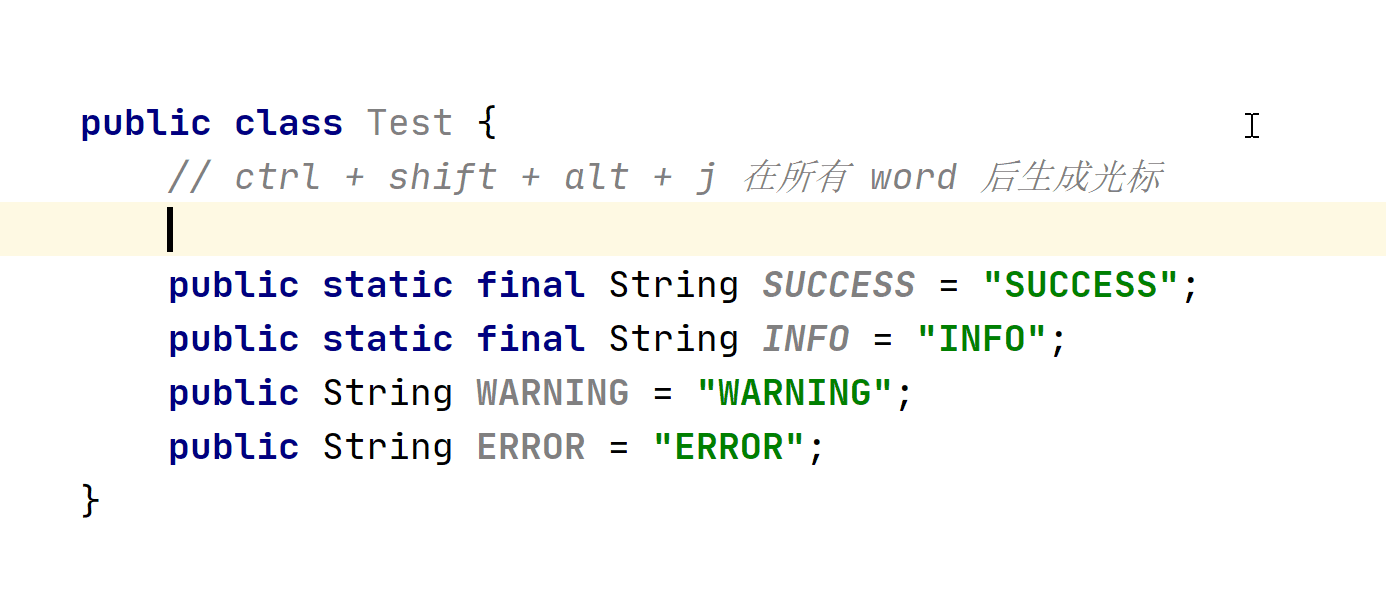 public class Test {
// ctrl + shift + alt + j 在所有 word 后生成光标
public static final String SUCCESS = "SUCCESS";
public static final String INFO = "INFO";
public String WARNING = "WARNING";
public String ERROR = "ERROR";
}